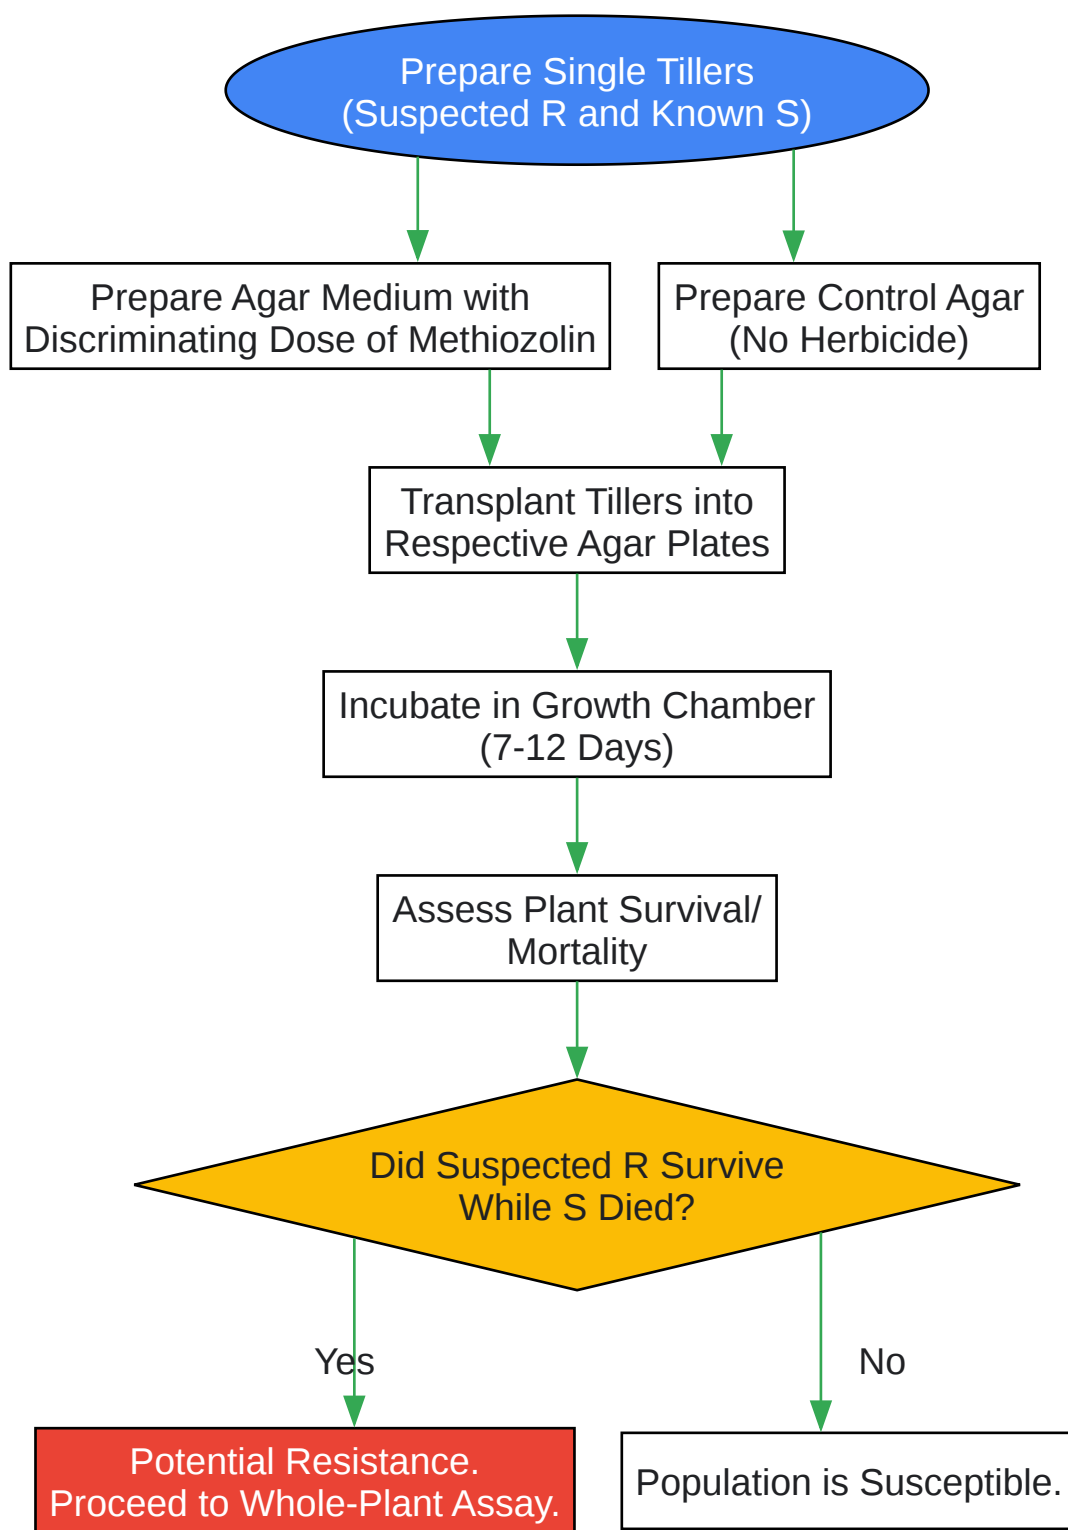 Prepare Single Tillers
(Suspected R and Known S)
Prepare Agar Medium with
Discriminating Dose of Methiozolin
Prepare Control Agar
(No Herbicide)
Transplant Tillers into
Respective Agar Plates
Incubate in Growth Chamber
(7-12 Days)
Assess Plant Survival/
Mortality
Did Suspected R Survive
While S Died?
Yes
No
Potential Resistance.
Proceed to Whole-Plant Assay.
Population is Susceptible.